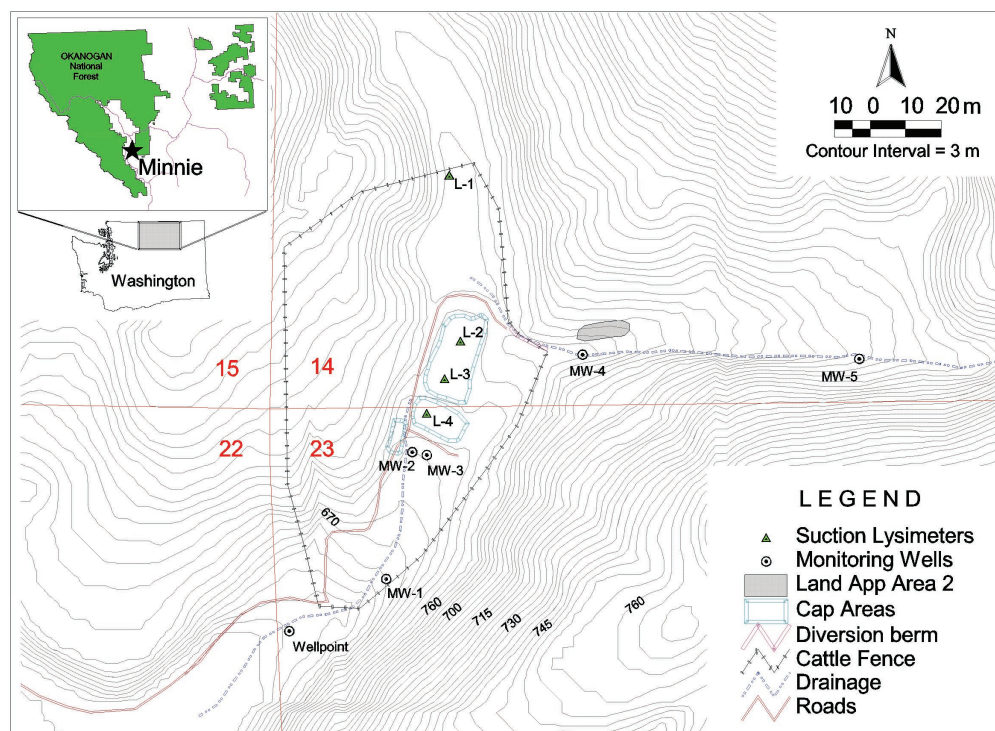 OKANOGAN
National
Forest
Minnie
Washington
N
10 0 10 20 m
Contour Interval = 3 m
L-1
L-2
L-3
L-4
15
14
22
23
MW-4
MW-5
MW-2
MW-3
670
MW-1
Wellpoint
760
700
715
730
745
760
LEGEND
Suction Lysimeters
Monitoring Wells
Land App Area 2
Cap Areas
Diversion berm
Cattle Fence
Drainage
Roads